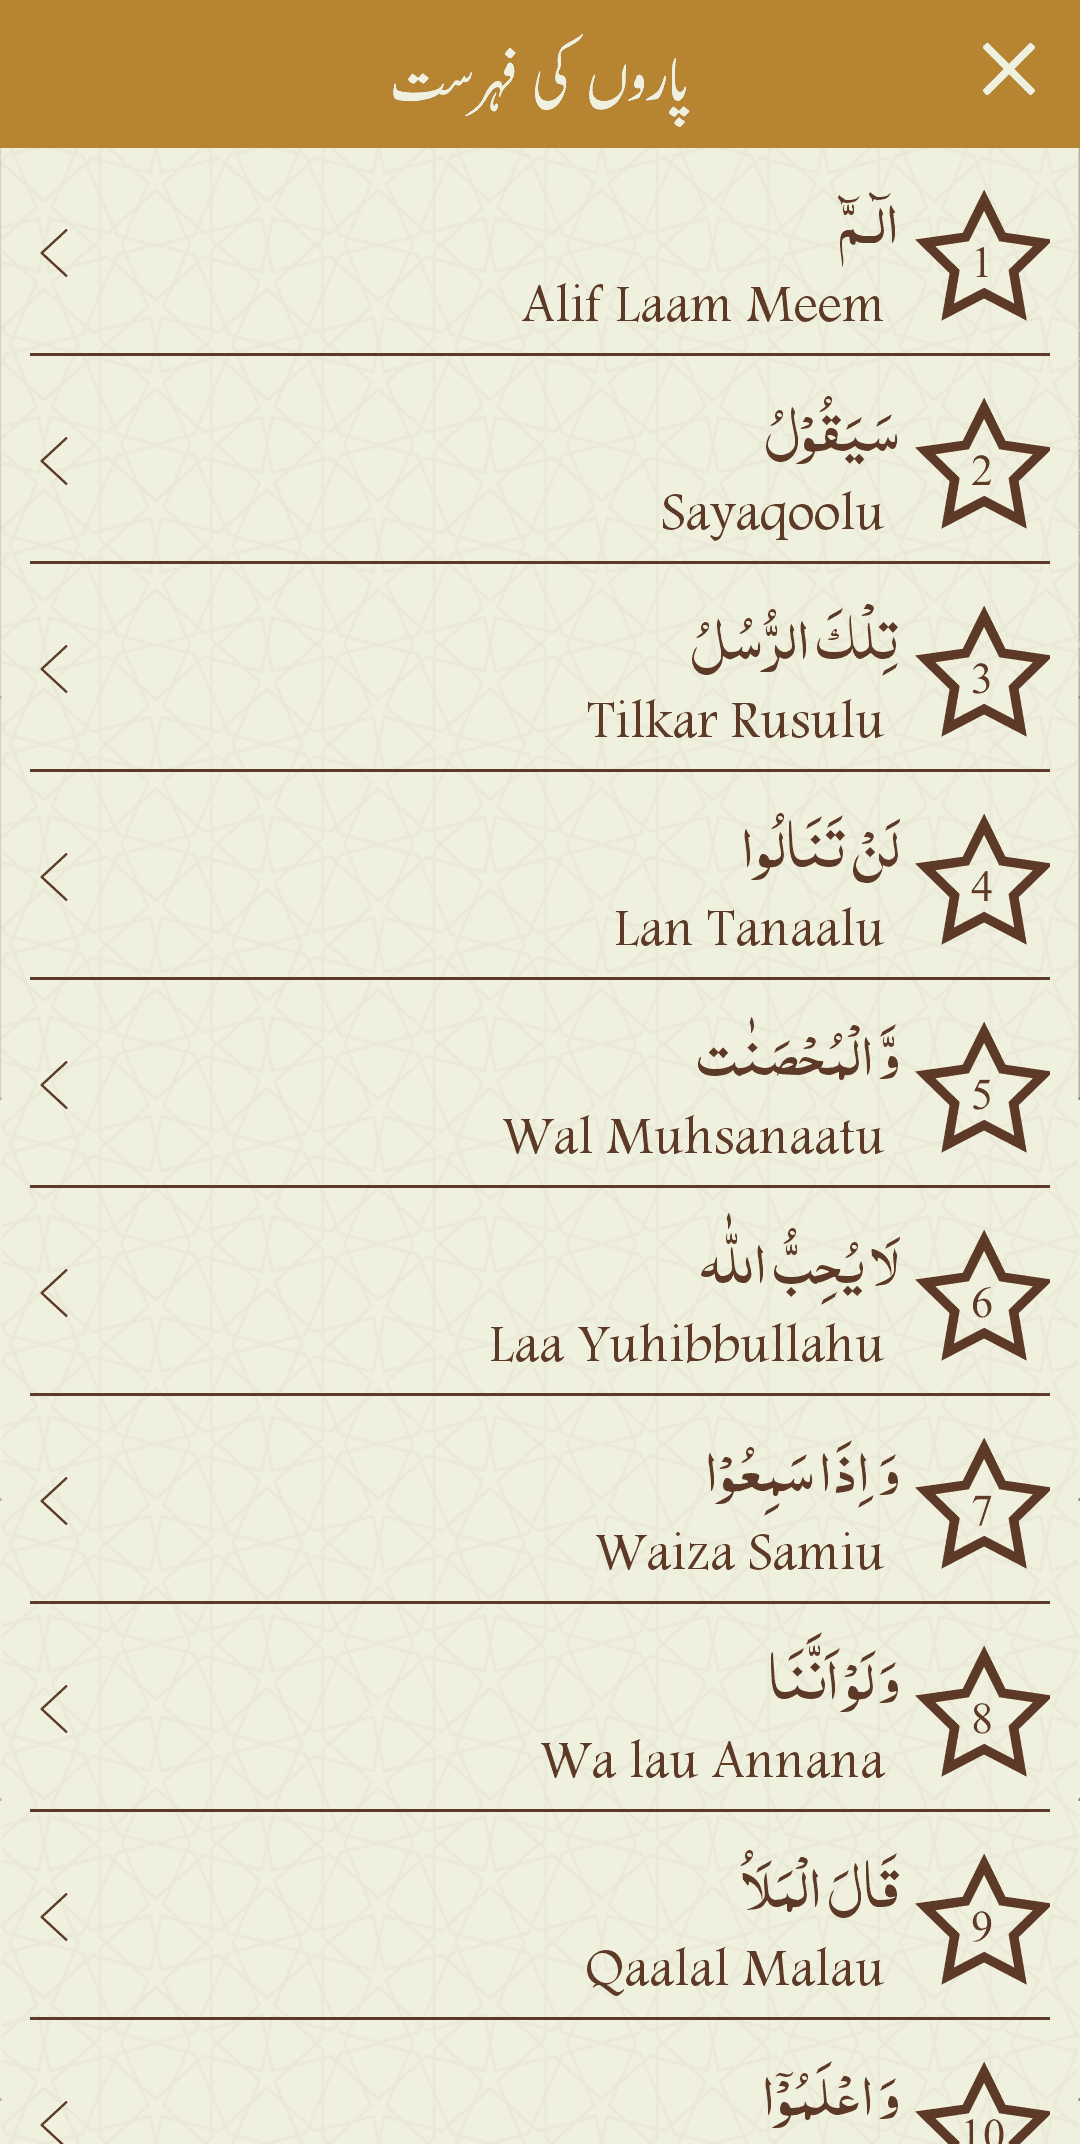 پاروں کی فہرست
الٓـمّٓ
1
Alif Laam Meem
سَيَقُوۡلُ
2
Sayaqoolu
تِلۡكَ الرُّسُلُ
3
Tilkar Rusulu
لَنۡ تَنَالُوا
4
Lan Tanaalu
وَّالۡمُحۡصَنٰت
5
Wal Muhsanaatu
لَا يُحِبُّ اللّٰه
6
Laa Yuhibbullahu
وَ اِذَا سَمِعُوۡا
7
Waiza Samiu
وَ لَوۡ اَنَّنَا
8
Wa lau Annana
قَالَ الۡمَلَاُ
9
Qaalal Malau
وَ اعۡلَمُوۡۤا
10